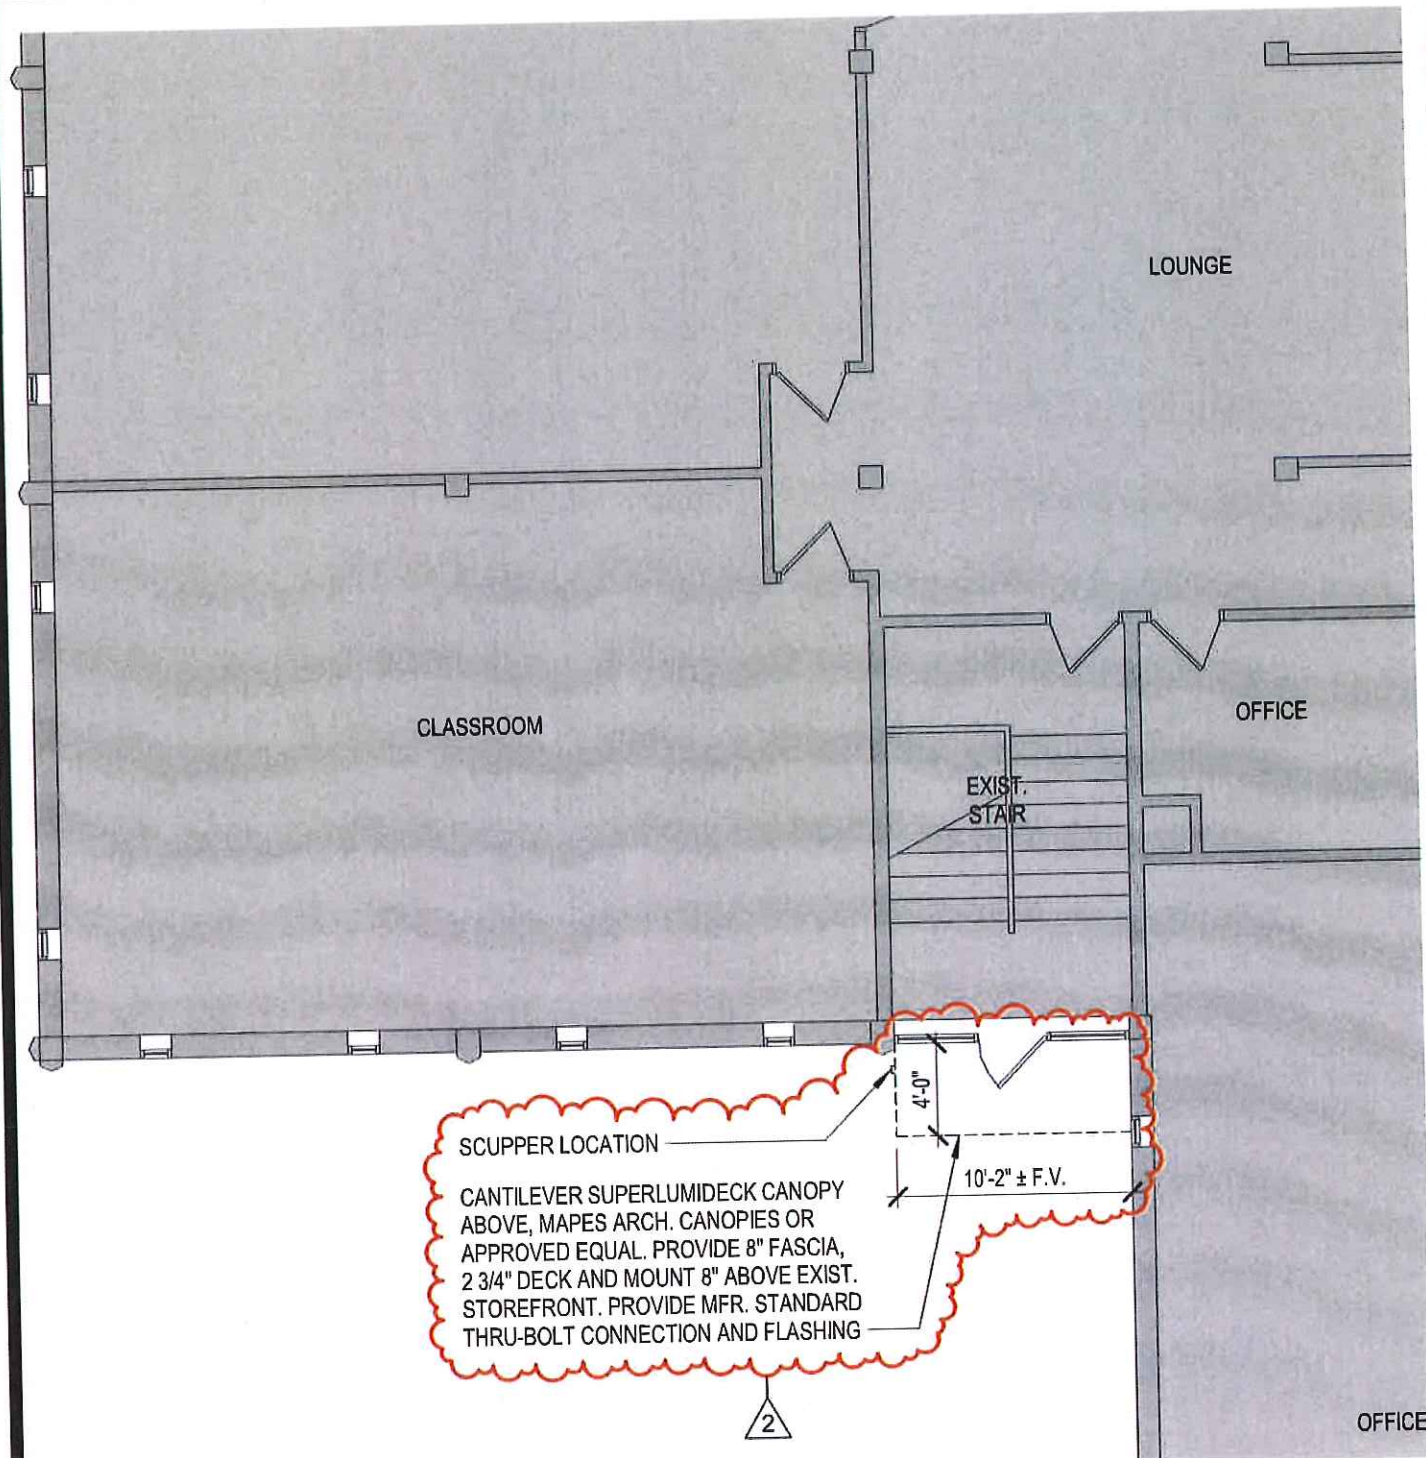 LOUNGE
CLASSROOM
OFFICE
EXIST.
STAIR
4'-0"
SCUPPER LOCATION
10'-2" ± F.V.
CANTILEVER SUPERLUMIDECK CANOPY
ABOVE, MAPES ARCH. CANOPIES OR
APPROVED EQUAL. PROVIDE 8" FASCIA,
2 3/4" DECK AND MOUNT 8" ABOVE EXIST.
STOREFRONT. PROVIDE MFR. STANDARD
THRU-BOLT CONNECTION AND FLASHING
2
OFFICE